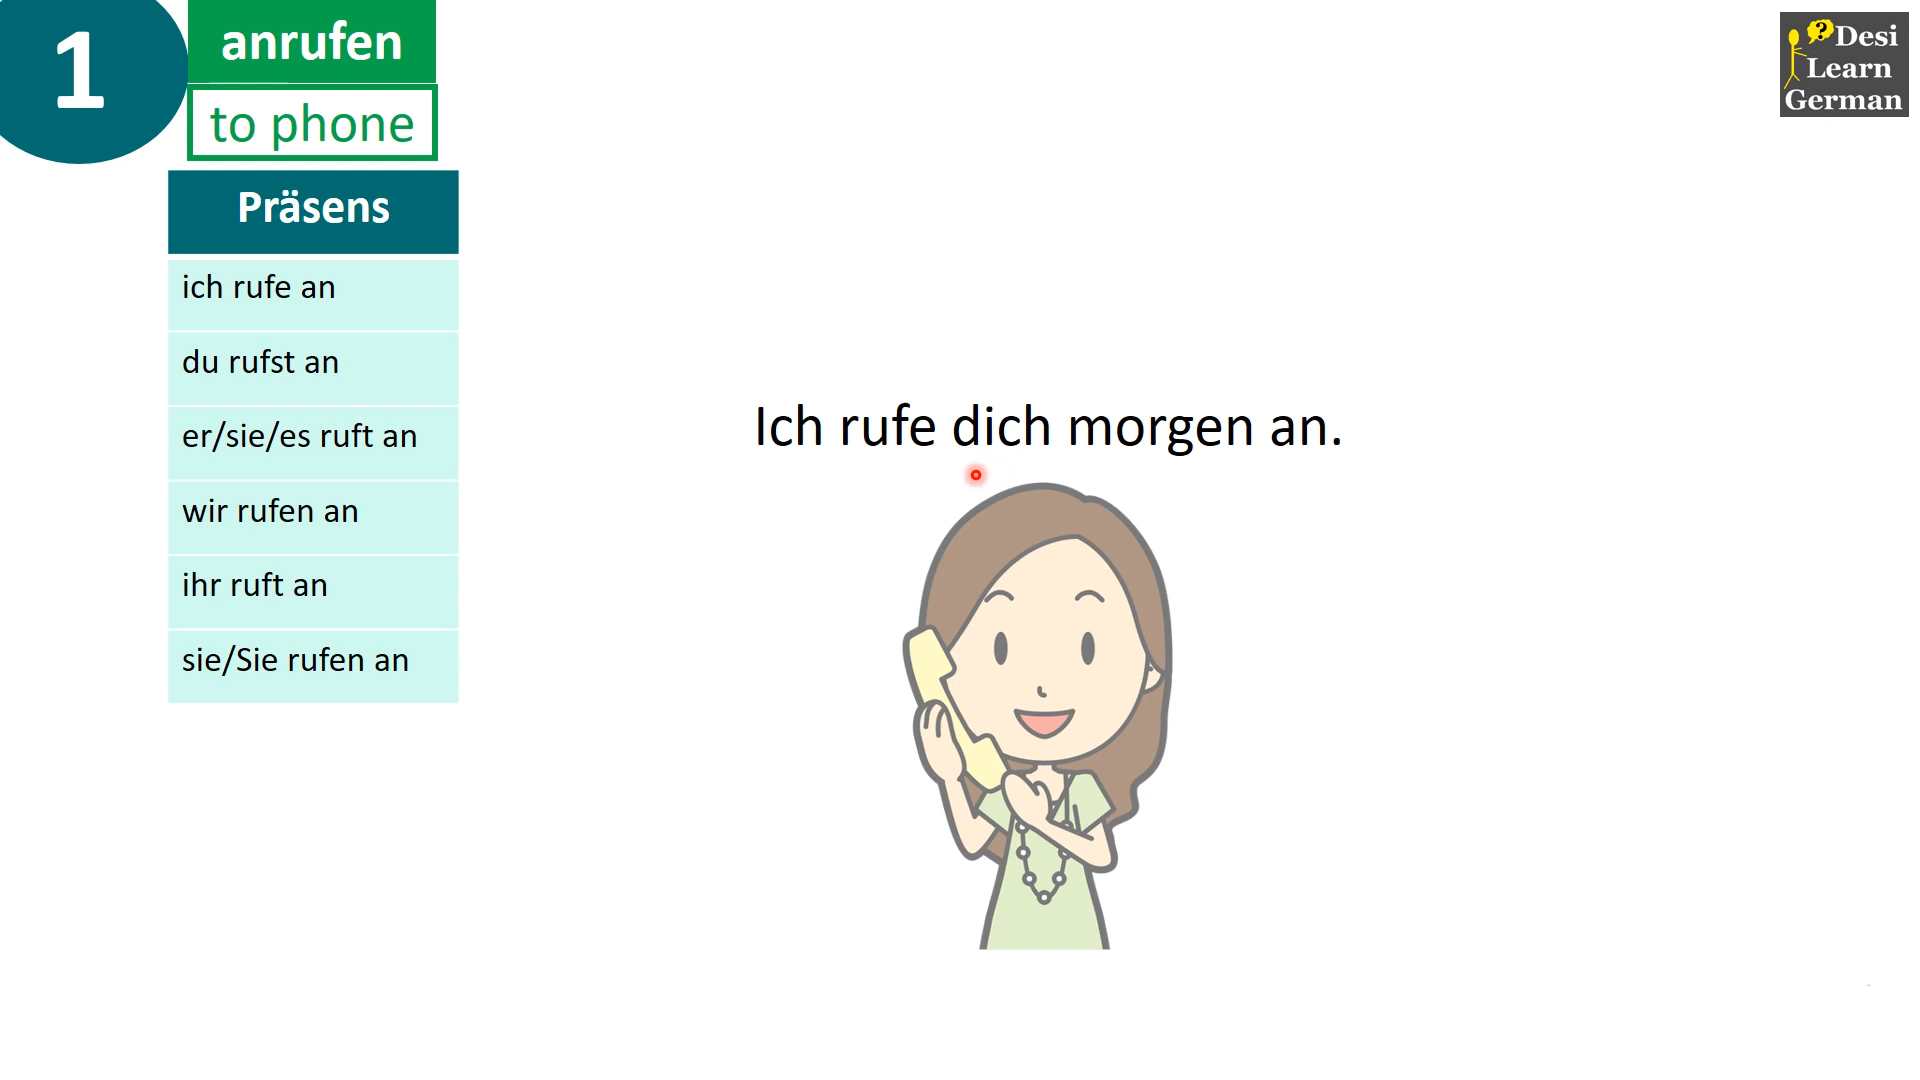 1
anrufen
to phone
Präsens
ich rufe an
du rufst an
er/sie/es ruft an
wir rufen an
ihr ruft an
sie/Sie rufen an
Ich rufe dich morgen an.
?
Desi
Learn
German